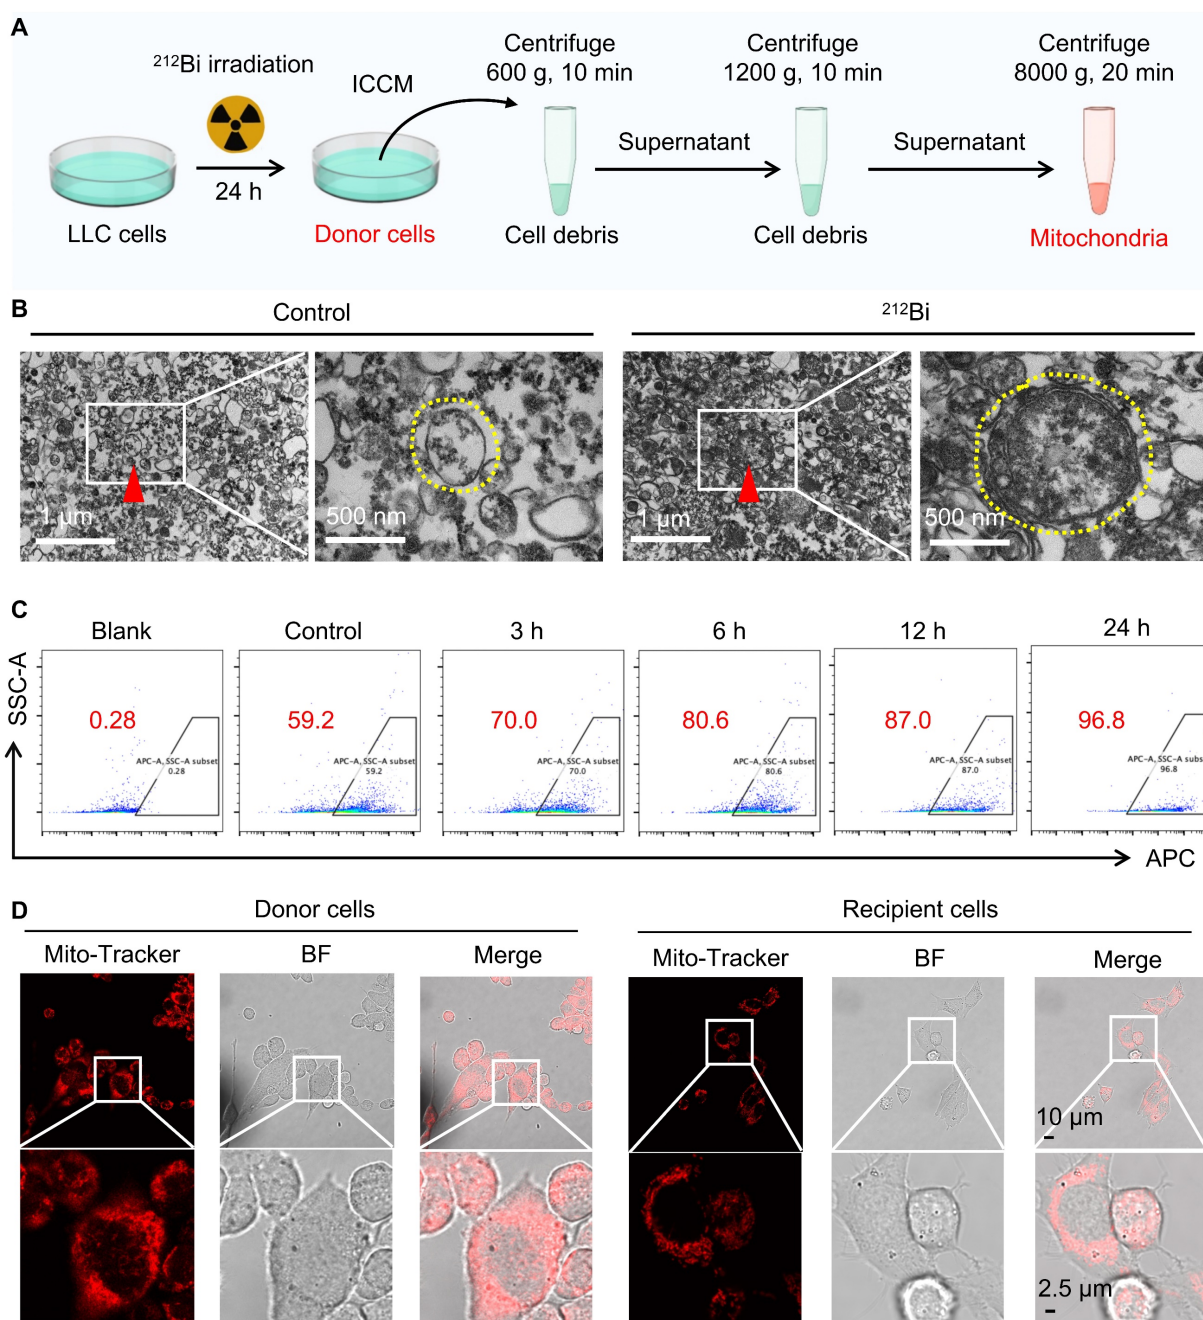 A
²¹²Bi irradiation
24 h
ICCM
LLC cells
Donor cells
Centrifuge
600 g, 10 min
Supernatant
Cell debris
Centrifuge
1200 g, 10 min
Supernatant
Cell debris
Centrifuge
8000 g, 20 min
Mitochondria
B
Control
²¹²Bi
1 μm
500 nm
1 μm
500 nm
C
SSC-A
Blank
Control
3 h
6 h
12 h
24 h
0.28
59.2
70.0
80.6
87.0
96.8
APC-A, SSC-A subset
0.28
APC-A, SSC-A subset
59.2
APC-A, SSC-A subset
70.0
APC-A, SSC-A subset
80.6
APC-A, SSC-A subset
87.0
APC-A, SSC-A subs
96.8
APC
D
Donor cells
Recipient cells
Mito-Tracker
BF
Merge
Mito-Tracker
BF
Merge
10 μm
2.5 μm